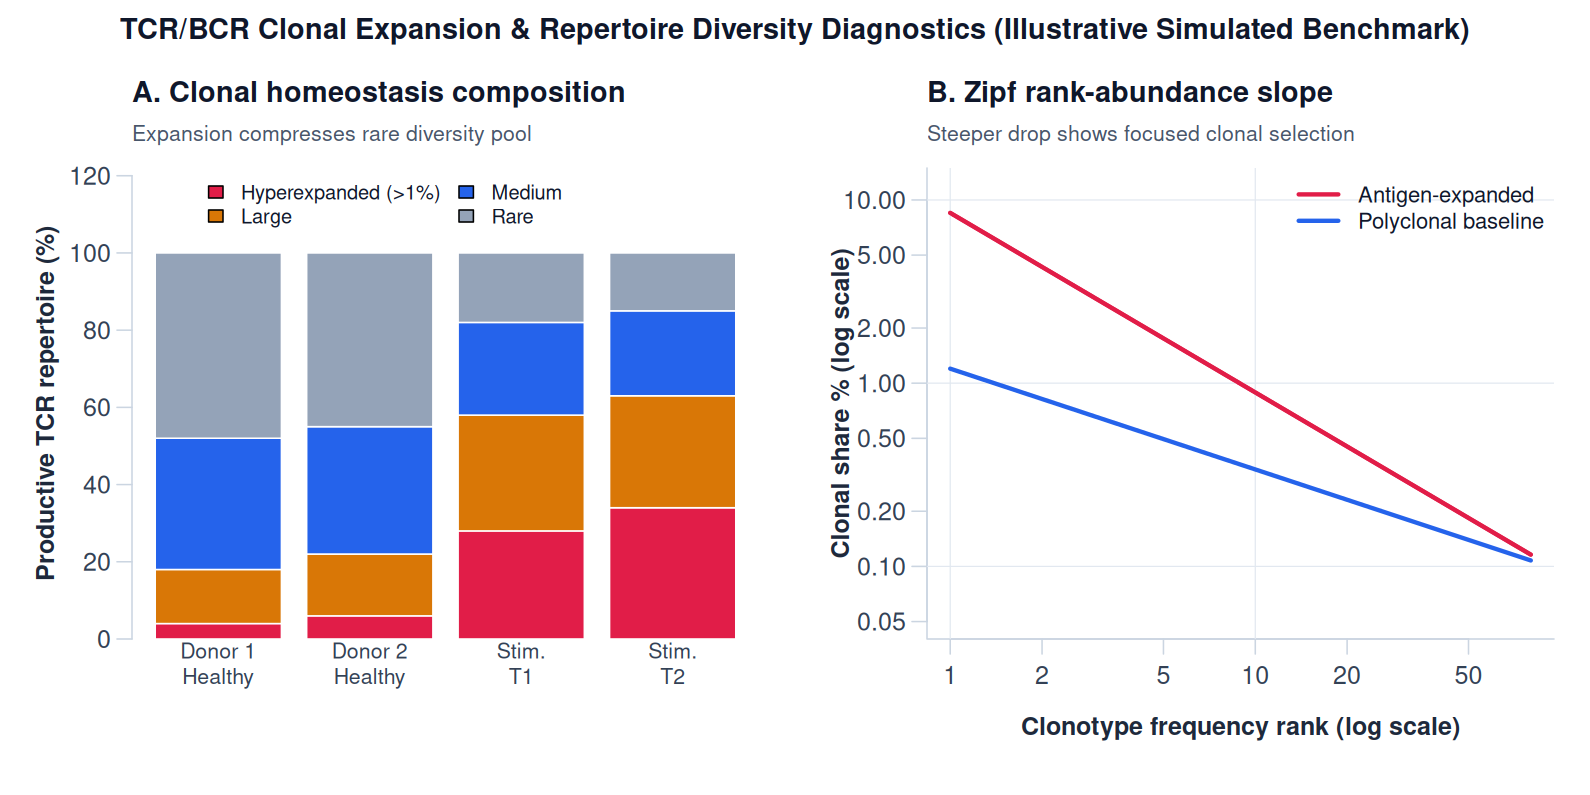 TCR/BCR Clonal Expansion & Repertoire Diversity Diagnostics (Illustrative Simulated Benchmark)
A. Clonal homeostasis composition
Expansion compresses rare diversity pool
Productive TCR repertoire (%)
120
100
80
60
40
20
0
Hyperexpanded (>1%)
Medium
Large
Rare
Donor 1
Healthy
Donor 2
Healthy
Stim.
T1
Stim.
T2
B. Zipf rank-abundance slope
Steeper drop shows focused clonal selection
Clonal share % (log scale)
10.00
5.00
2.00
1.00
0.50
0.20
0.10
0.05
Antigen-expanded
Polyclonal baseline
1
2
5
10
20
50
Clonotype frequency rank (log scale)